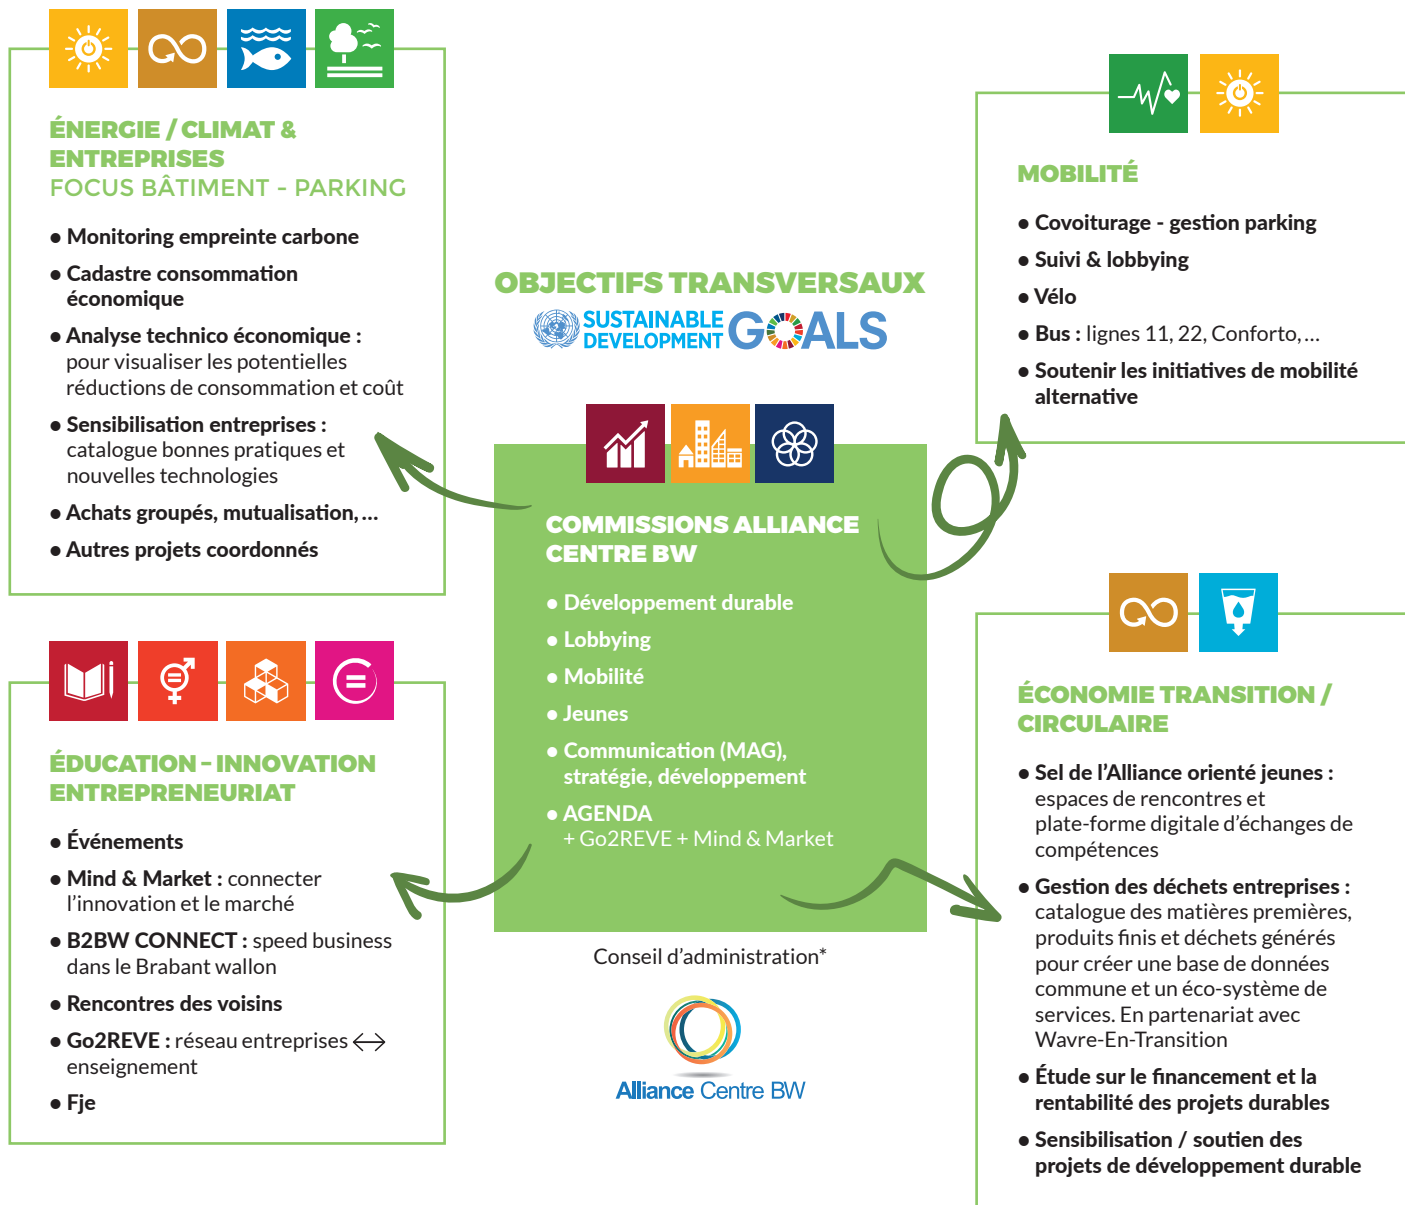 ÉNERGIE / CLIMAT &
ENTREPRISES
FOCUS BÂTIMENT - PARKING
● Monitoring empreinte carbone
● Cadastre consommation
économique
● Analyse technico économique :
pour visualiser les potentielles
réductions de consommation et coût
● Sensibilisation entreprises :
catalogue bonnes pratiques et
nouvelles technologies
● Achats groupés, mutualisation,...
● Autres projets coordonnés
ÉDUCATION – INNOVATION
ENTREPRENEURIAT
● Événements
● Mind & Market : connecter
l’innovation et le marché
● B2BW CONNECT : speed business
dans le Brabant wallon
● Rencontres des voisins
● Go2REVE : réseau entreprises ↔
enseignement
● Fje
OBJECTIFS TRANSVERSAUX
SUSTAINABLE
DEVELOPMENT GOALS
COMMISSIONS ALLIANCE
CENTRE BW
● Développement durable
● Lobbying
● Mobilité
● Jeunes
● Communication (MAG),
stratégie, développement
● AGENDA
+ Go2REVE + Mind & Market
Conseil d’administration*
Alliance Centre BW
MOBILITÉ
● Covoiturage - gestion parking
● Suivi & lobbying
● Vélo
● Bus : lignes 11, 22, Conforto,...
● Soutenir les initiatives de mobilité
alternative
ÉCONOMIE TRANSITION /
CIRCULAIRE
● Sel de l’Alliance orienté jeunes :
espaces de rencontres et
plate-forme digitale d’échanges de
compétences
● Gestion des déchets entreprises :
catalogue des matières premières,
produits finis et déchets générés
pour créer une base de données
commune et un éco-système de
services. En partenariat avec
Wavre-En-Transition
● Étude sur le financement et la
rentabilité des projets durables
● Sensibilisation / soutien des
projets de développement durable